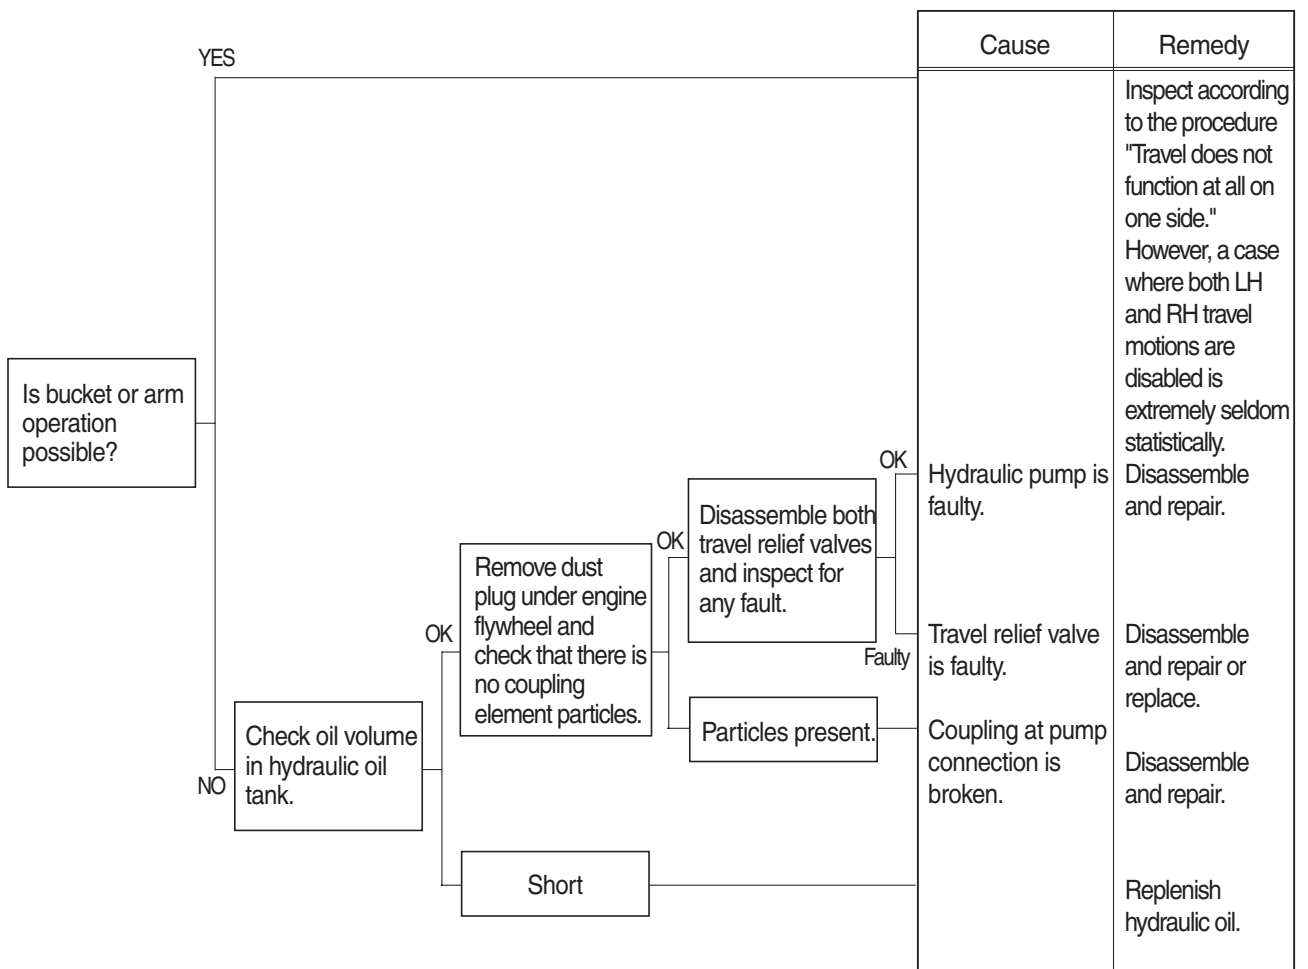 Cause
Remedy
YES
Inspect according
to the procedure
"Travel does not
function at all on
one side."
However, a case
where both LH
and RH travel
motions are
disabled is
extremely seldom
statistically.
Is bucket or arm
operation
possible?
NO
Check oil volume
in hydraulic oil
tank.
OK
Remove dust
plug under engine
flywheel and
check that there is
no coupling
element particles.
OK
Disassemble both
travel relief valves
and inspect for
any fault.
OK
Hydraulic pump is
faulty.
Disassemble
and repair.
Faulty
Travel relief valve
is faulty.
Disassemble
and repair or
replace.
Particles present.
Coupling at pump
connection is
broken.
Disassemble
and repair.
Short
Replenish
hydraulic oil.